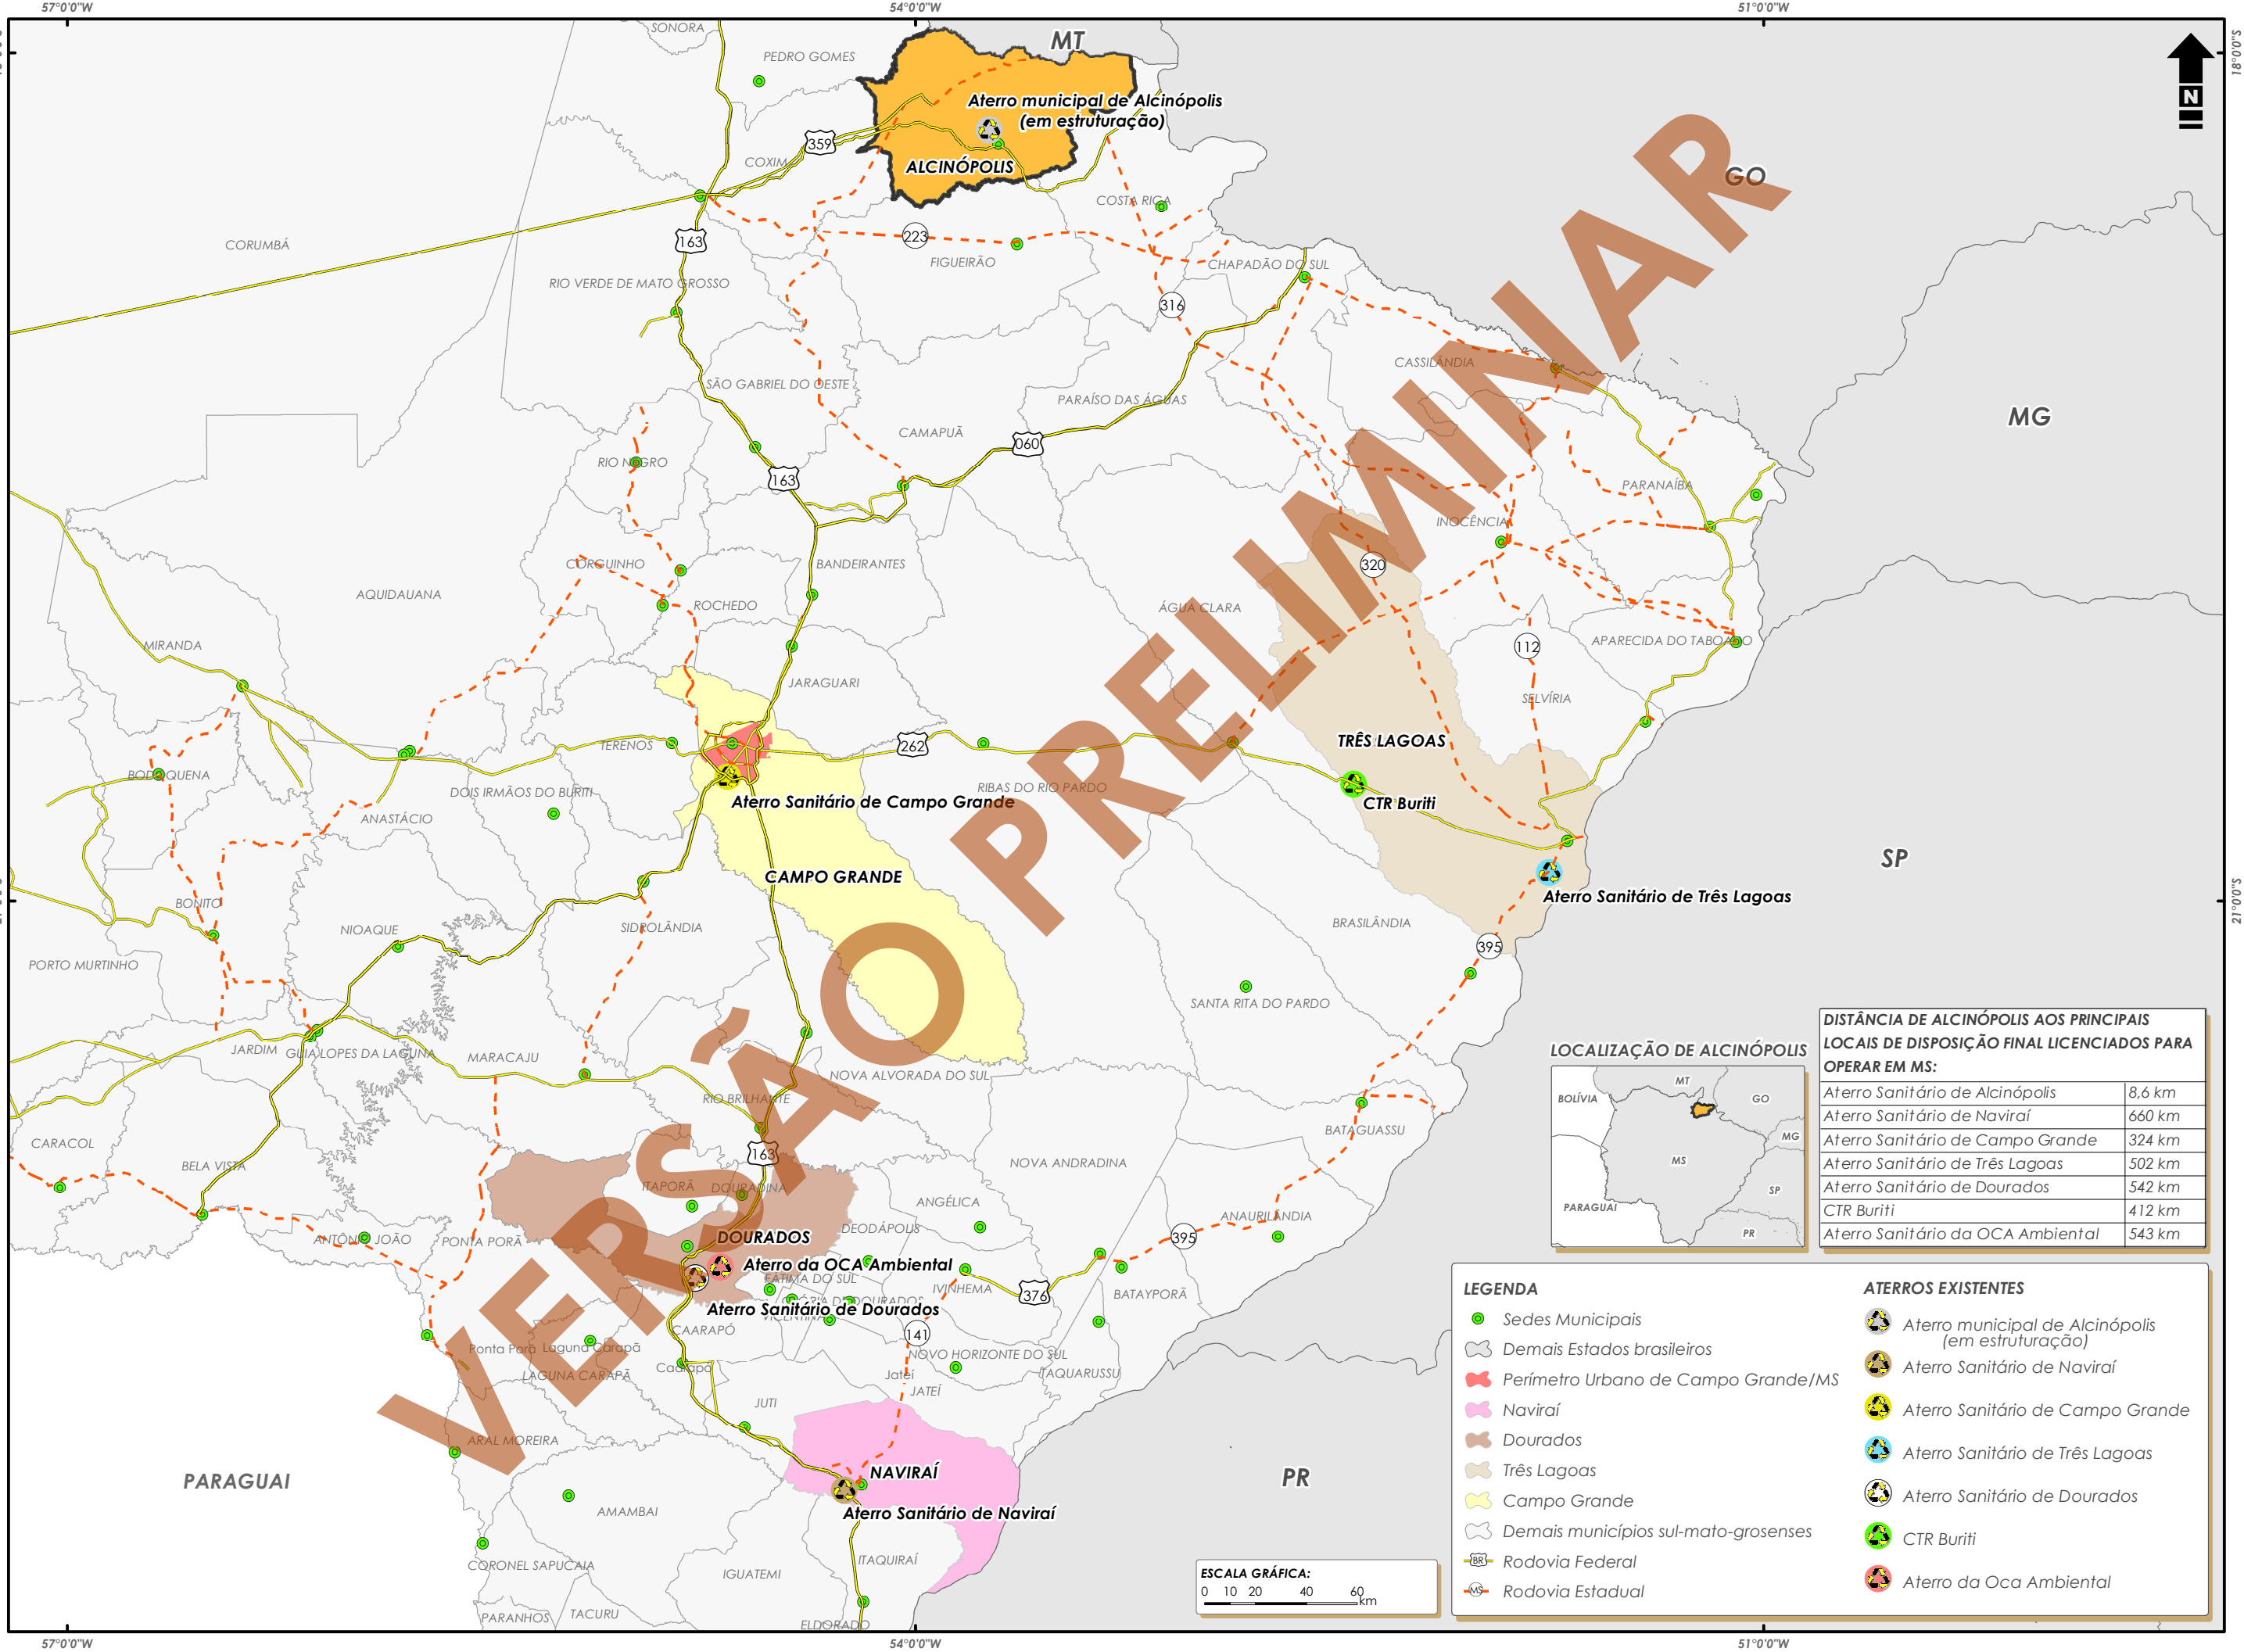 57°0'0"W
54°0'0"W
51°0'0"W
18°0'0"S
SONORA
MT
PEDRO GOMES
N
Aterro municipal de Alcinópolis
(em estruturação)
359
COXIM
ALCINÓPOLIS
GO
COSTA RICA
CORUMBÁ
163
223
FIGUEIRÃO
CHAPADÃO DO SUL
RIO VERDE DE MATO GROSSO
316
CASSILÂNDIA
SÃO GABRIEL DO OESTE
PARAÍSO DAS ÁGUAS
MG
CAMAPUÃ
060
RIO NEGRO
163
PARANAÍBA
INOCÊNCIA
CORGUINHO
BANDEIRANTES
320
AQUIDAUANA
ROCHEDO
ÁGUA CLARA
MIRANDA
112
APARECIDA DO TABOADO
JARAGUARI
SELVÍRIA
TERENOS
262
TRÊS LAGOAS
BODOQUENA
DOIS IRMÃOS DO BURITI
RIBAS DO RIO PARDO
Aterro Sanitário de Campo Grande
CTR Buriti
ANASTÁCIO
SP
CAMPO GRANDE
Aterro Sanitário de Três Lagoas
21°0'0"S
BONITO
NIOAQUE
SIDROLÂNDIA
BRASILÂNDIA
395
PORTO MURTINHO
SANTA RITA DO PARDO
VERSÃO PRELIMINAR
JARDIM
GUIA LOPES DA LAGUNA
MARACAJU
NOVA ALVORADA DO SUL
RIO BRILHANTE
CARACOL
BELA VISTA
163
BATAGUASSU
NOVA ANDRADINA
ITAPORÃ
DOURADINA
ANGÉLICA
ANTÔNIO JOÃO
PONTA PORÃ
DOURADOS
DEODÁPOLIS
ANAURILÂNDIA
395
Aterro da OCA Ambiental
FÁTIMA DO SUL
IVINHEMA
376
BATAYPORÃ
GLÓRIA DE DOURADOS
Aterro Sanitário de Dourados
VICENTINA
CAARAPÓ
141
Ponta Porã
Laguna Carapã
Caarapó
NOVO HORIZONTE DO SUL
LAGUNA CARAPÃ
Jateí
JATEÍ
TAQUARUSSU
JUTI
ARAL MOREIRA
PARAGUAI
NAVIRAÍ
PR
AMAMBAI
Aterro Sanitário de Naviraí
CORONEL SAPUCAIA
IGUATEMI
ITAQUIRAÍ
PARANHOS
TACURU
ELDORADO
LOCALIZAÇÃO DE ALCINÓPOLIS
BOLÍVIA
MT
GO
MG
MS
SP
PARAGUAI
PR
DISTÂNCIA DE ALCINÓPOLIS AOS PRINCIPAIS
LOCAIS DE DISPOSIÇÃO FINAL LICENCIADOS PARA
OPERAR EM MS:
Aterro Sanitário de Alcinópolis 8,6 km
Aterro Sanitário de Naviraí 660 km
Aterro Sanitário de Campo Grande 324 km
Aterro Sanitário de Três Lagoas 502 km
Aterro Sanitário de Dourados 542 km
CTR Buriti 412 km
Aterro Sanitário da OCA Ambiental 543 km
LEGENDA
Sedes Municipais
Demais Estados brasileiros
Perímetro Urbano de Campo Grande/MS
Naviraí
Dourados
Três Lagoas
Campo Grande
Demais municípios sul-mato-grosenses
BR Rodovia Federal
MS Rodovia Estadual
ATERROS EXISTENTES
Aterro municipal de Alcinópolis
(em estruturação)
Aterro Sanitário de Naviraí
Aterro Sanitário de Campo Grande
Aterro Sanitário de Três Lagoas
Aterro Sanitário de Dourados
CTR Buriti
Aterro da Oca Ambiental
ESCALA GRÁFICA:
0 10 20 40 60
km
57°0'0"W
54°0'0"W
51°0'0"W